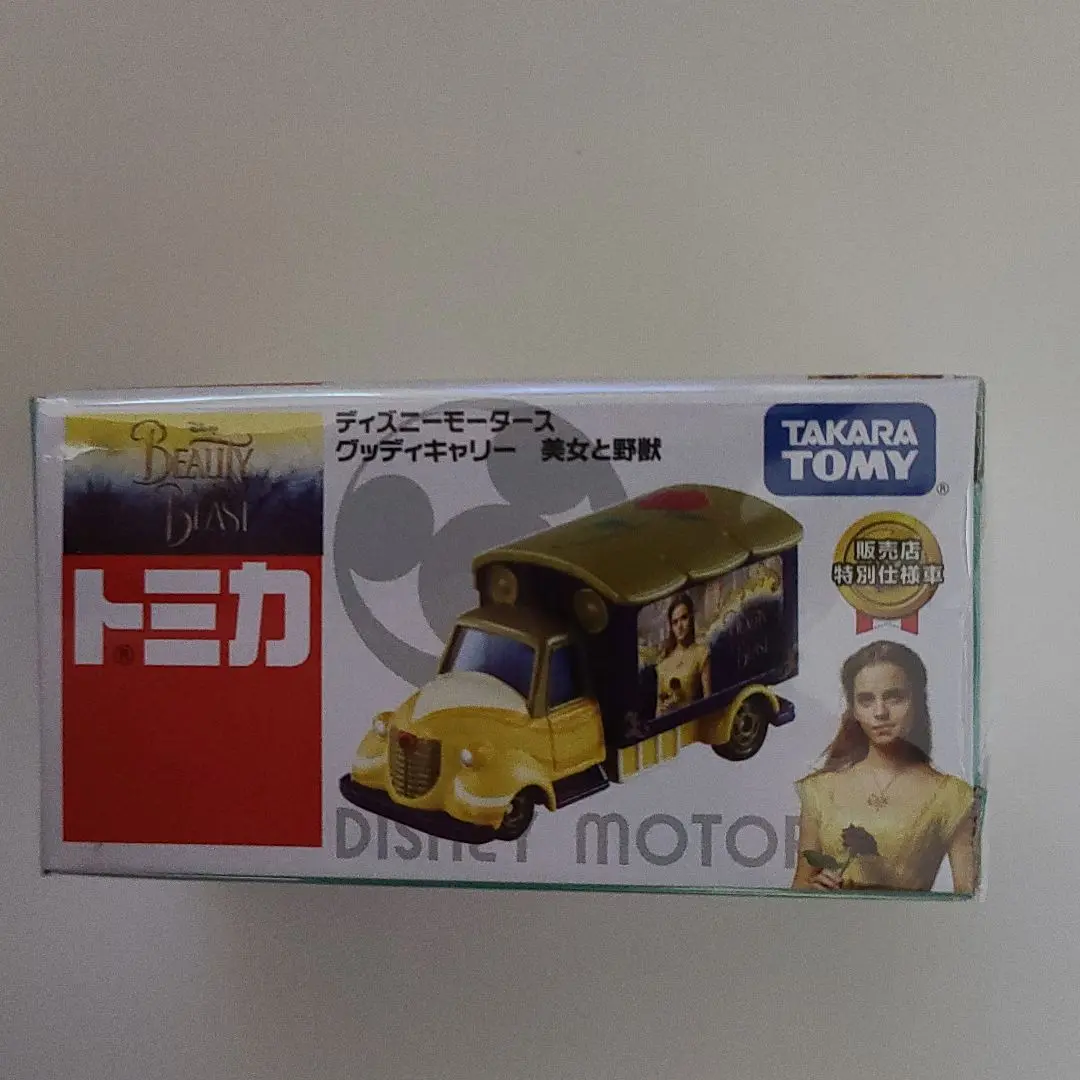 Disney
BEAUTY
BEAST
トミカ®
ディズニーモータース
グッディキャリー 美女と野獣
TAKARA
TOMY®
販売店
特別仕様車
BEAST
DISNEY MOTOR